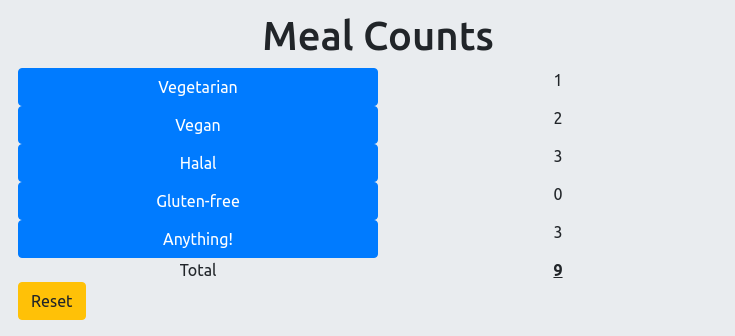 Meal Counts
Vegetarian 1
Vegan 2
Halal 3
Gluten-free 0
Anything! 3
Total 9
Reset